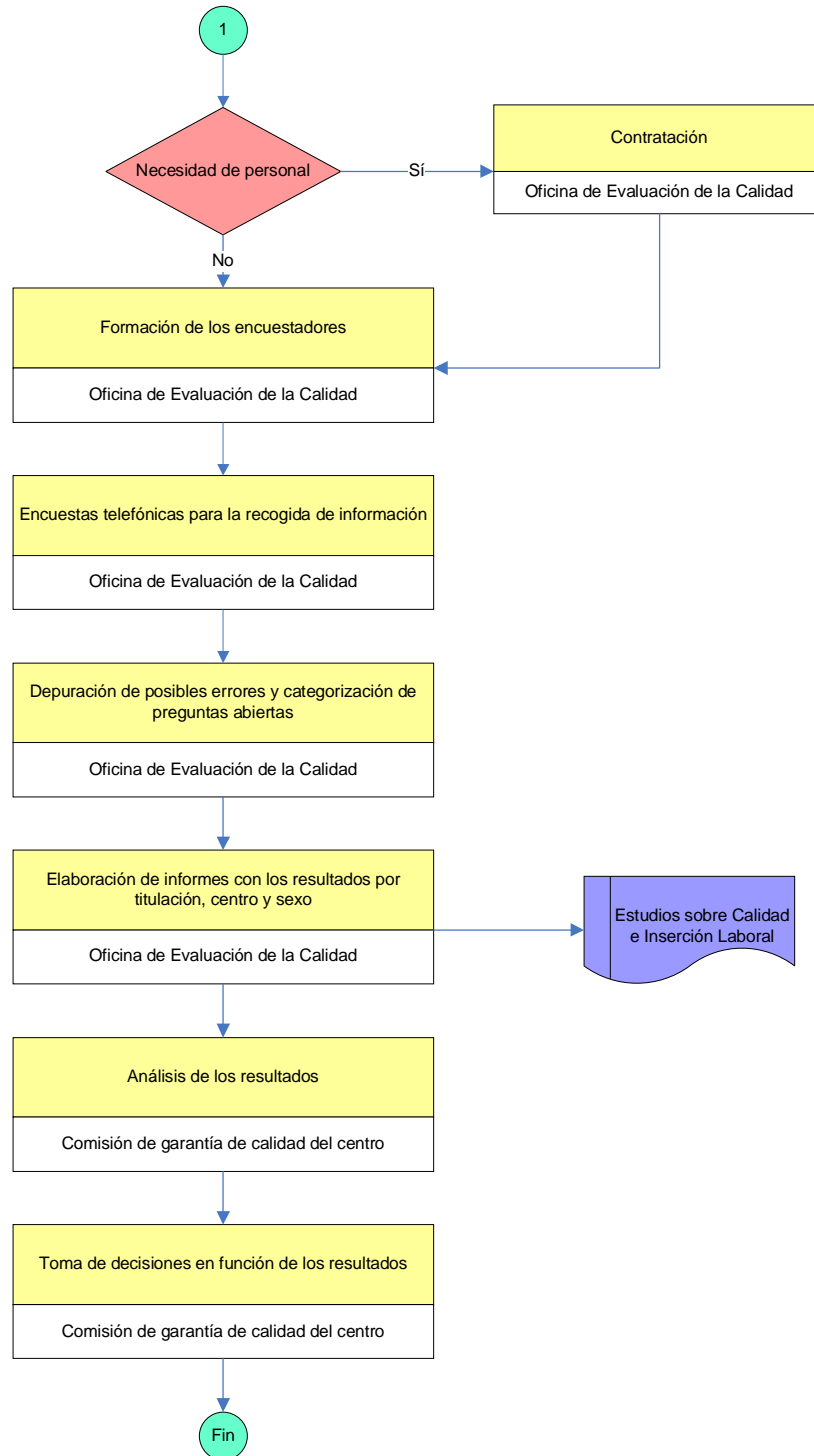 1
Necesidad de personal
Sí
Contratación
Oficina de Evaluación de la Calidad
No
Formación de los encuestadores
Oficina de Evaluación de la Calidad
Encuestas telefónicas para la recogida de información
Oficina de Evaluación de la Calidad
Depuración de posibles errores y categorización de
preguntas abiertas
Oficina de Evaluación de la Calidad
Elaboración de informes con los resultados por
titulación, centro y sexo
Oficina de Evaluación de la Calidad
Estudios sobre Calidad
e Inserción Laboral
Análisis de los resultados
Comisión de garantía de calidad del centro
Toma de decisiones en función de los resultados
Comisión de garantía de calidad del centro
Fin